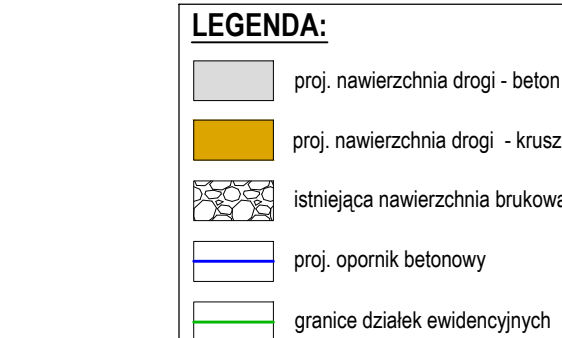 LEGENDA:
proj. nawierzchnia drogi - beton
proj. nawierzchnia drogi - krusz
istniejąca nawierzchnia brukowa
proj. opornik betonowy
granice działek ewidencyjnych